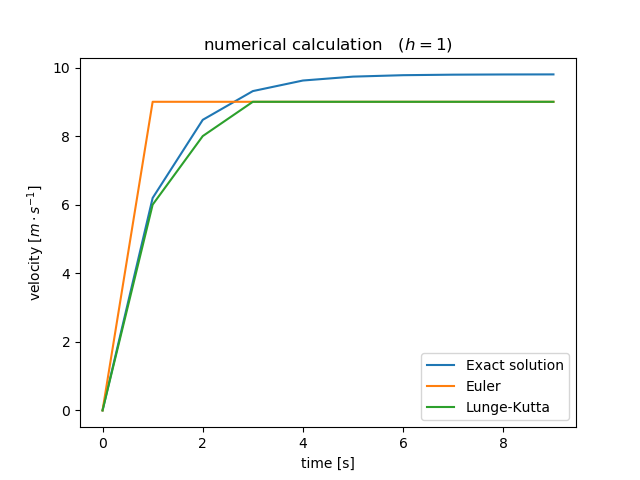 numerical calculation (h = 1)
velocity [m · s⁻¹]
10
8
6
4
2
0
0 2 4 6 8
time [s]
Exact solution
Euler
Lunge-Kutta